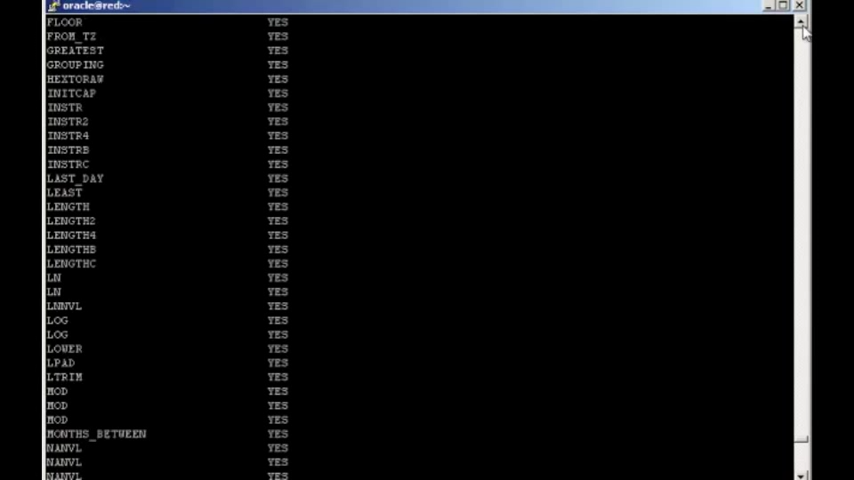 oracle@red:~
FLOOR YES
FROM_TZ YES
GREATEST YES
GROUPING YES
HEXTORAW YES
INITCAP YES
INSTR YES
INSTR2 YES
INSTR4 YES
INSTRB YES
INSTRC YES
LAST_DAY YES
LEAST YES
LENGTH YES
LENGTH2 YES
LENGTH4 YES
LENGTHB YES
LENGTHC YES
LN YES
LN YES
LNNVL YES
LOG YES
LOG YES
LOWER YES
LPAD YES
LTRIM YES
MOD YES
MOD YES
MOD YES
MONTHS_BETWEEN YES
NANVL YES
NANVL YES
NANVL YES